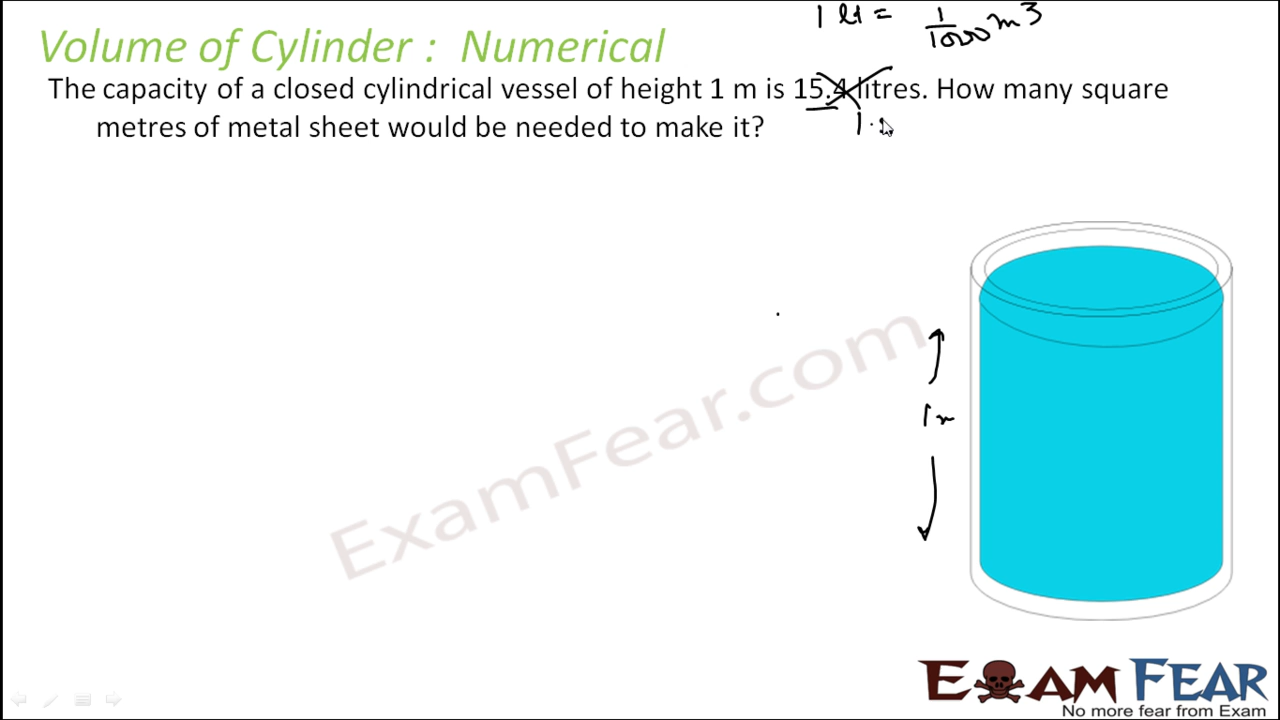 1 lit = 1/1000 m3
Volume of Cylinder : Numerical
The capacity of a closed cylindrical vessel of height 1 m is 15.4 litres. How many square
metres of metal sheet would be needed to make it?
1.
ExamFear.com
1m
EXAM FEAR
No more fear from Exam